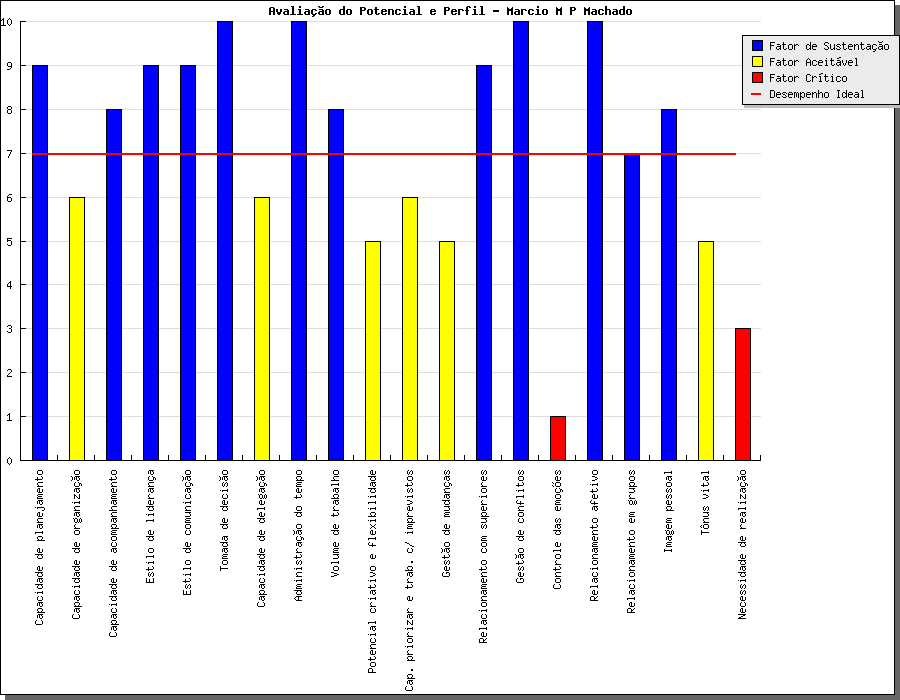 Avaliação do Potencial e Perfil - Marcio M P Machado
Fator de Sustentação
Fator Aceitável
Fator Crítico
Desempenho Ideal
10
9
8
7
6
5
4
3
2
1
0
Capacidade de planejamento
Capacidade de organização
Capacidade de acompanhamento
Estilo de liderança
Estilo de comunicação
Tomada de decisão
Capacidade de delegação
Administração do tempo
Volume de trabalho
Potencial criativo e flexibilidade
Cap. priorizar e trab. c/ imprevistos
Gestão de mudanças
Relacionamento com superiores
Gestão de conflitos
Controle das emoções
Relacionamento afetivo
Relacionamento em grupos
Imagem pessoal
Tônus vital
Necessidade de realização